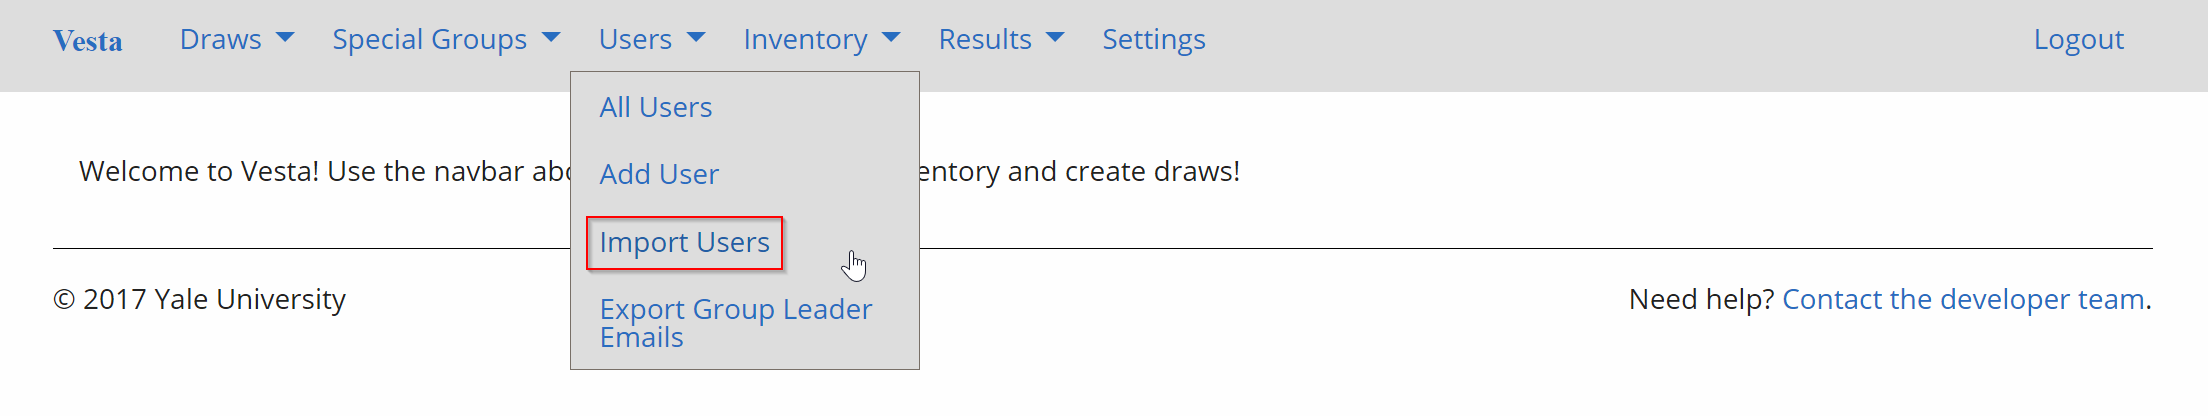 Vesta Draws Special Groups Users Inventory Results Settings Logout
All Users
Welcome to Vesta! Use the navbar entory and create draws!
Add User
Import Users
Export Group Leader
Emails
© 2017 Yale University Need help? Contact the developer team.